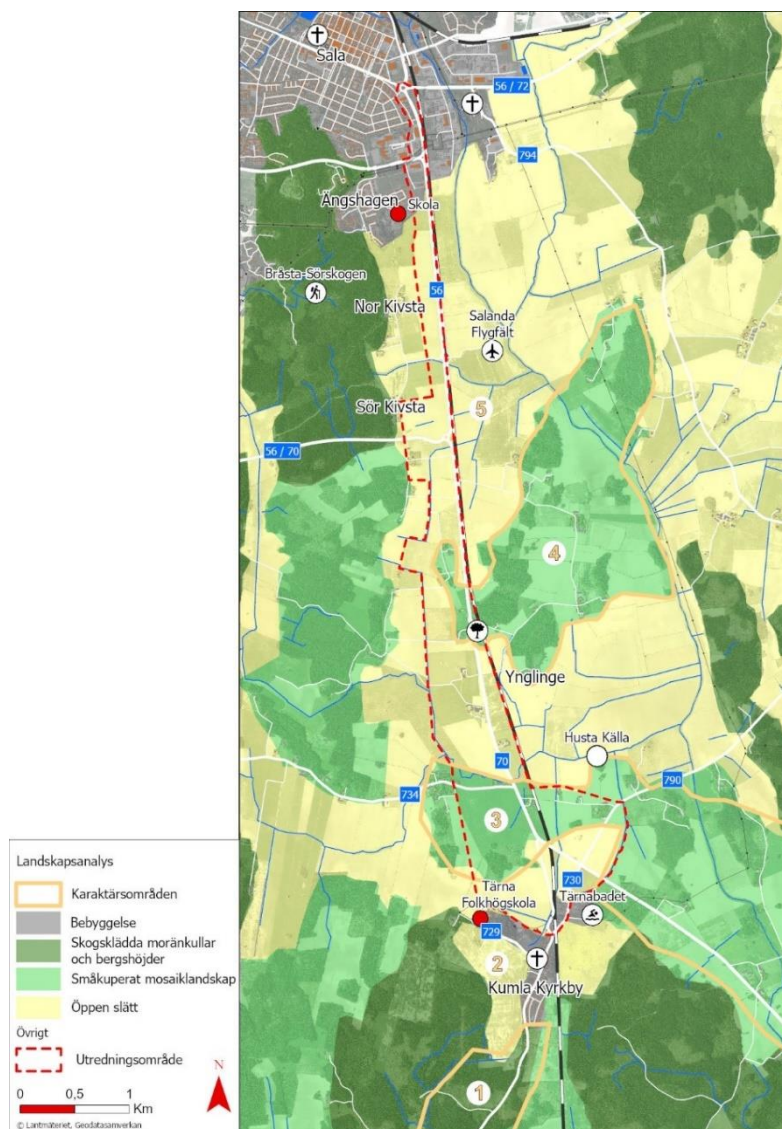 Sala
56 / 72
794
Ängshagen
Skola
Bråsta-Sörskogen
56
Nor Kivsta
Salanda
Flygfält
Sör Kivsta
5
56 / 70
4
Ynglinge
Husta Källa
70
790
734
3
730
Tärna
Folkhögskola
Tärnabadet
729
2
Kumla Kyrkby
1
Landskapsanalys
Karaktärsområden
Bebyggelse
Skogsklädda moränkullar
och bergshöjder
Småkuperat mosaiklandskap
Öppen slätt
Övrigt
Utredningsområde
N
0 0,5 1
Km
© Lantmäteriet, Geodatasamverkan